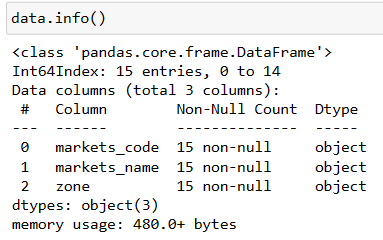 data.info()
<class 'pandas.core.frame.DataFrame'>
Int64Index: 15 entries, 0 to 14
Data columns (total 3 columns):
 #   Column        Non-Null Count  Dtype
---  ------        --------------  -----
 0   markets_code  15 non-null     object
 1   markets_name  15 non-null     object
 2   zone          15 non-null     object
dtypes: object(3)
memory usage: 480.0+ bytes